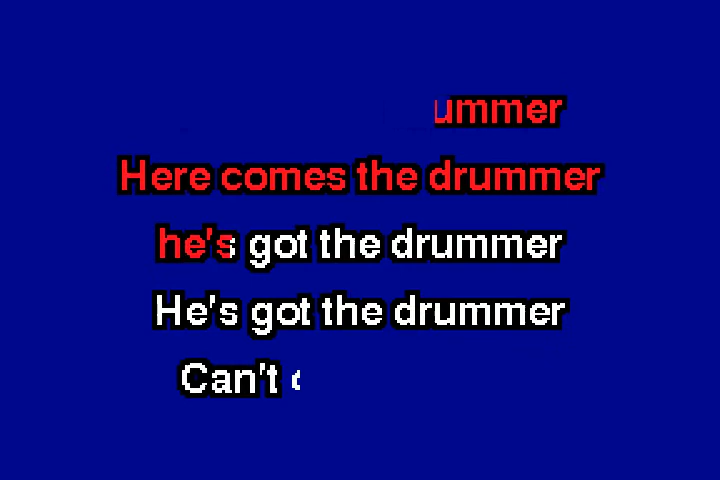 ummer
Here comes the drummer
he's got the drummer
He's got the drummer
Can't